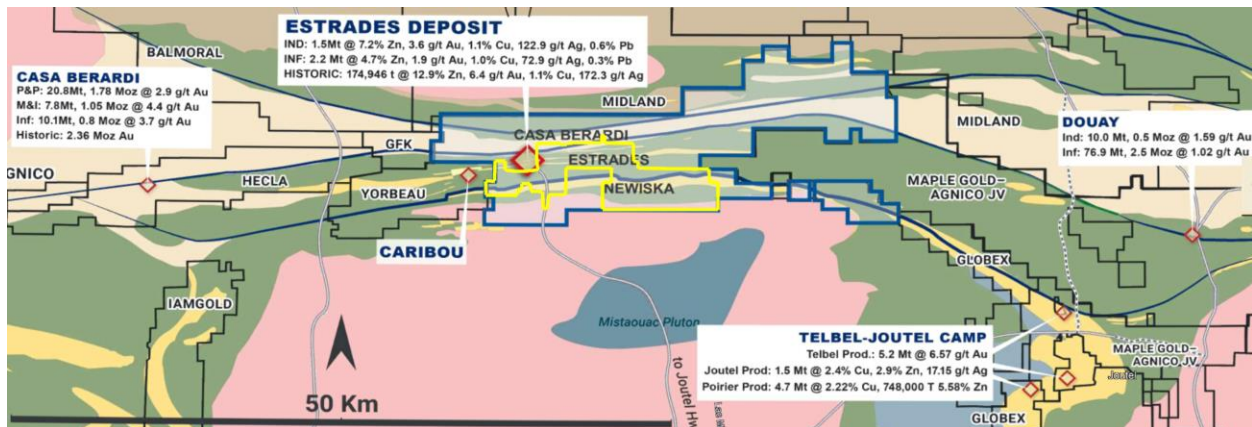 ESTRADES DEPOSIT
IND: 1.5Mt @ 7.2% Zn, 3.6 g/t Au, 1.1% Cu, 122.9 g/t Ag, 0.6% Pb
INF: 2.2 Mt @ 4.7% Zn, 1.9 g/t Au, 1.0% Cu, 72.9 g/t Ag, 0.3% Pb
HISTORIC: 174,946 t @ 12.9% Zn, 6.4 g/t Au, 1.1% Cu, 172.3 g/t Ag
BALMORAL
CASA BERARDI
P&P: 20.8Mt, 1.78 Moz @ 2.9 g/t Au
M&I: 7.8Mt, 1.05 Moz @ 4.4 g/t Au
Inf: 10.1Mt, 0.8 Moz @ 3.7 g/t Au
Historic: 2.36 Moz Au
MIDLAND
MIDLAND
DOUAY
Ind: 10.0 Mt, 0.5 Moz @ 1.59 g/t Au
Inf: 76.9 Mt, 2.5 Moz @ 1.02 g/t Au
CASA BERARDI
GFK
ESTRADES
GNICO
HECLA
YORBEAU
NEWISKA
MAPLE GOLD-
AGNICO JV
CARIBOU
GLOBEX
IAMGOLD
Mistaouac Pluton
TELBEL-JOUTEL CAMP
Telbel Prod.: 5.2 Mt @ 6.57 g/t Au
Joutel Prod: 1.5 Mt @ 2.4% Cu, 2.9% Zn, 17.15 g/t Ag
Poirier Prod: 4.7 Mt @ 2.22% Cu, 748,000 T 5.58% Zn
MAPLE GOLD-
AGNICO JV
Joutel
to Joutel Hw
50 Km
GLOBEX